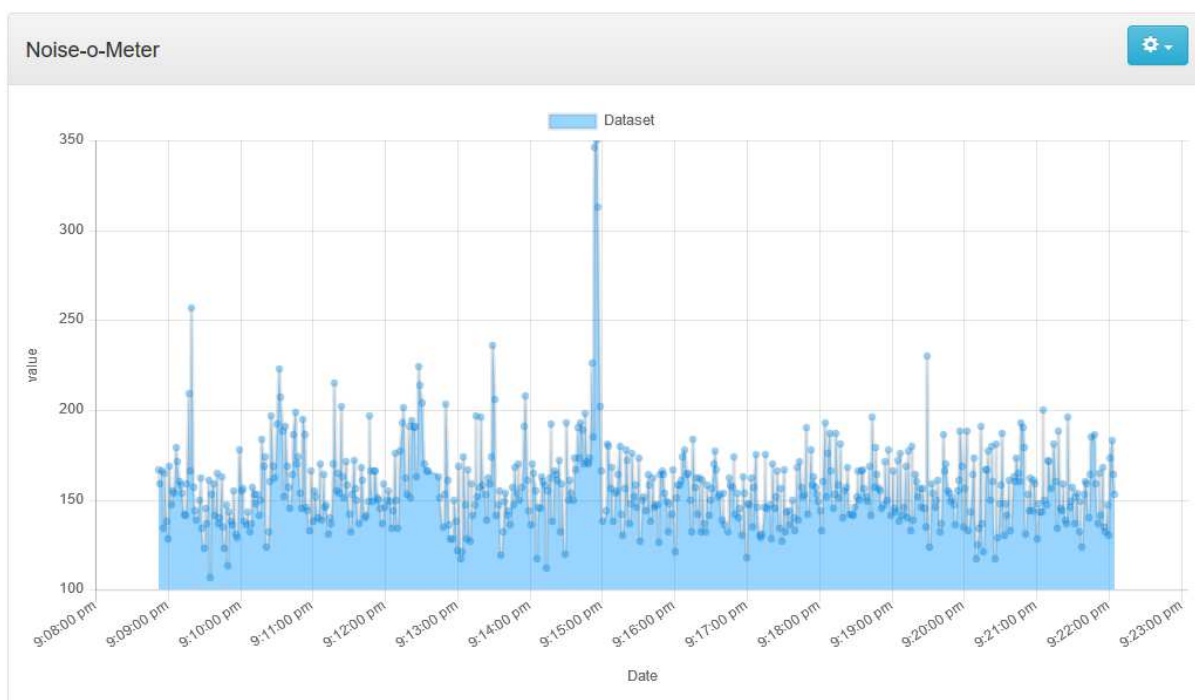 Noise-o-Meter
Dataset
350
300
250
200
150
100
value
9:08:00 pm
9:09:00 pm
9:10:00 pm
9:11:00 pm
9:12:00 pm
9:13:00 pm
9:14:00 pm
9:15:00 pm
9:16:00 pm
9:17:00 pm
9:18:00 pm
9:19:00 pm
9:20:00 pm
9:21:00 pm
9:22:00 pm
9:23:00 pm
Date